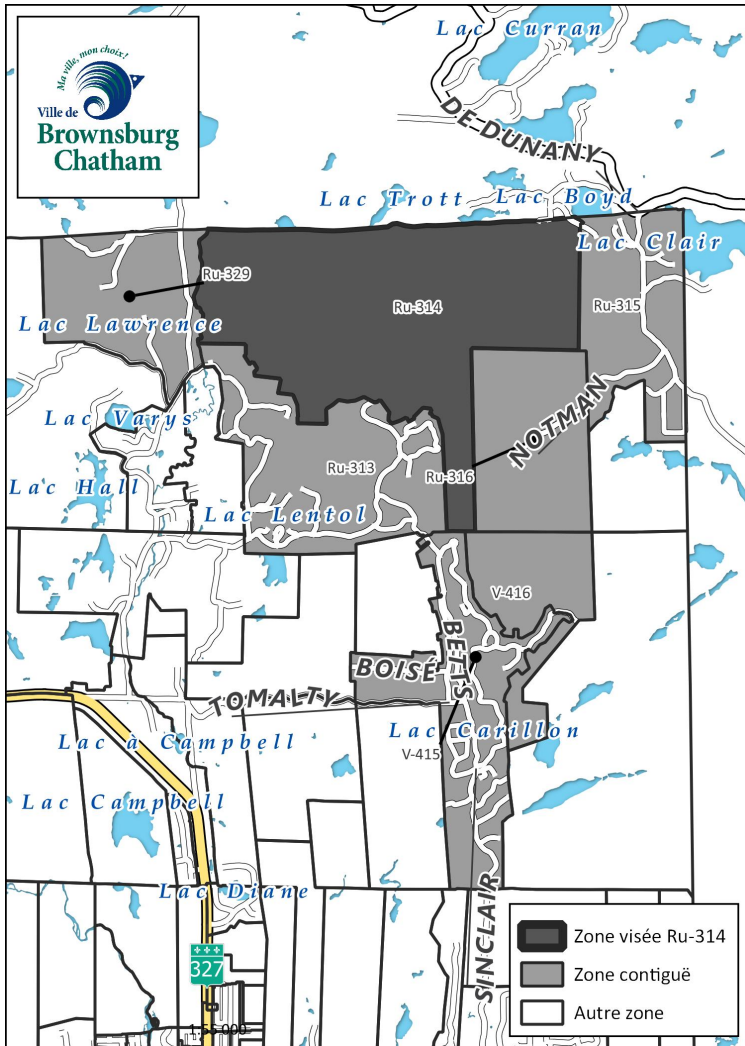 Ma ville, mon choix!
Ville de
Brownsburg
Chatham
Lac Curran
DE DUNANY
Lac Trott
Lac Boyd
Lac Clair
Ru-329
Ru-314
Ru-315
Lac Lawrence
NOTMAN
Lac Varys
Ru-313
Ru-316
Lac Hall
Lac Lentol
V-416
BETTS
BOISÉ
TOMALTY
Lac Carillon
Lac à Campbell
V-415
Lac Campbell
Lac Diane
SINCLAIR
327
1:55 000
Zone visée Ru-314
Zone contiguë
Autre zone